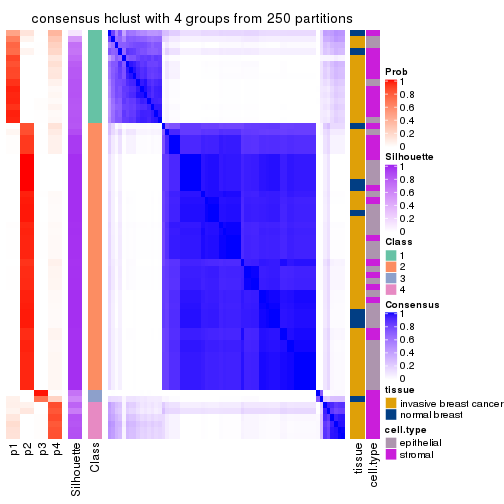 consensus hclust with 4 groups from 250 partitions
Prob
1
0.8
0.6
0.4
0.2
0
Silhouette
1
0.8
0.6
0.4
0.2
0
Class
1
2
3
4
Consensus
1
0.8
0.6
0.4
0.2
0
tissue
invasive breast cancer
normal breast
cell.type
epithelial
stromal
p1
p2
p3
p4
Silhouette
Class
tissue
cell.type